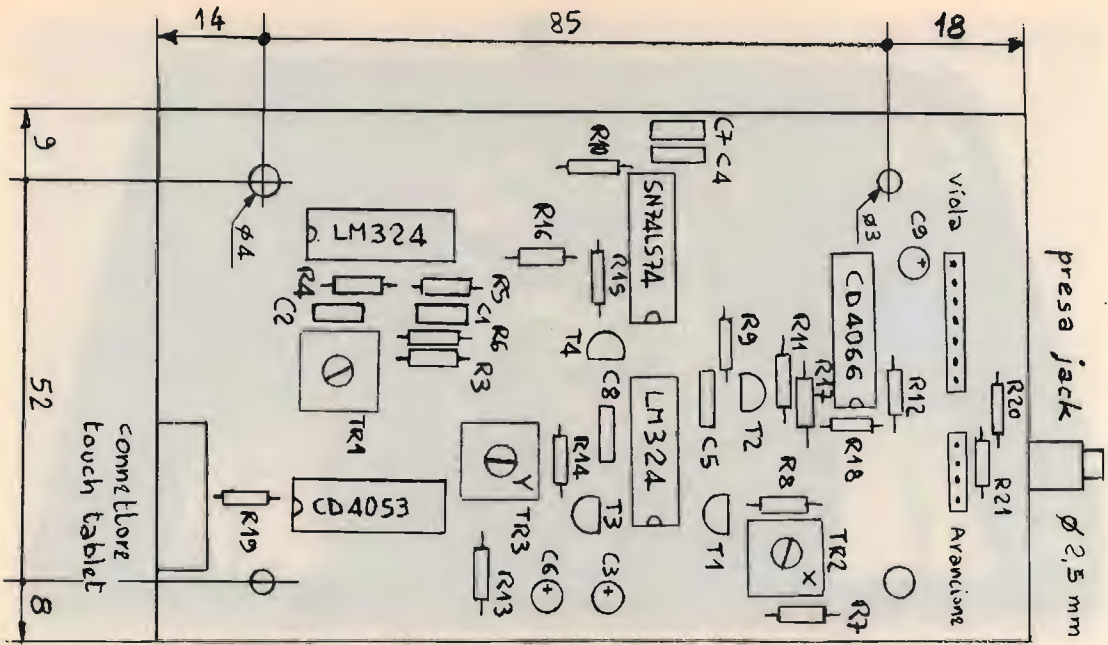 14
85
18
9
52
8
ø4
ø3
Viola
presa jack
ø 2,5 mm
Arancione
connettore
touch tablet
C7
C4
R10
SN74LS74
LM324
R16
R15
C9
CD4066
R4
C2
R5
C1
R6
R3
T4
C8
R9
R11
R17
R12
R20
R21
TR1
LM324
C5
T2
R18
R14
Y
TR3
R8
R19
CD4053
T3
T1
X
TR2
R13
C6
+
C3
+
+
R7